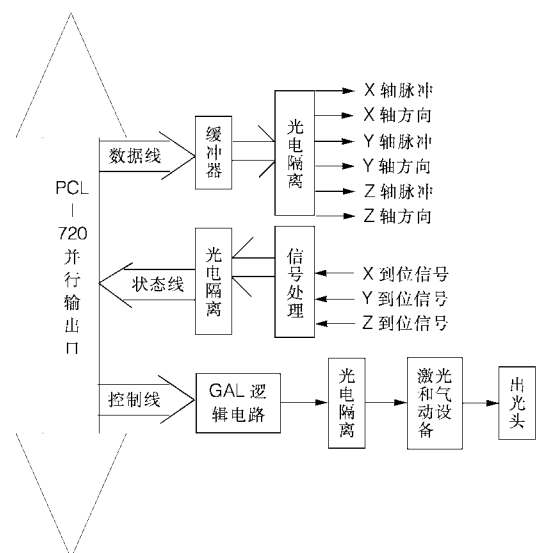 PCL
-
720
并
行
输
出
口
数据线
缓
冲
器
光
电
隔
离
X 轴脉冲
X 轴方向
Y 轴脉冲
Y 轴方向
Z 轴脉冲
Z 轴方向
状态线
光
电
隔
离
信
号
处
理
X 到位信号
Y 到位信号
Z 到位信号
控制线
GAL 逻
辑电路
光
电
隔
离
激光
和气
动设
备
出
光
头